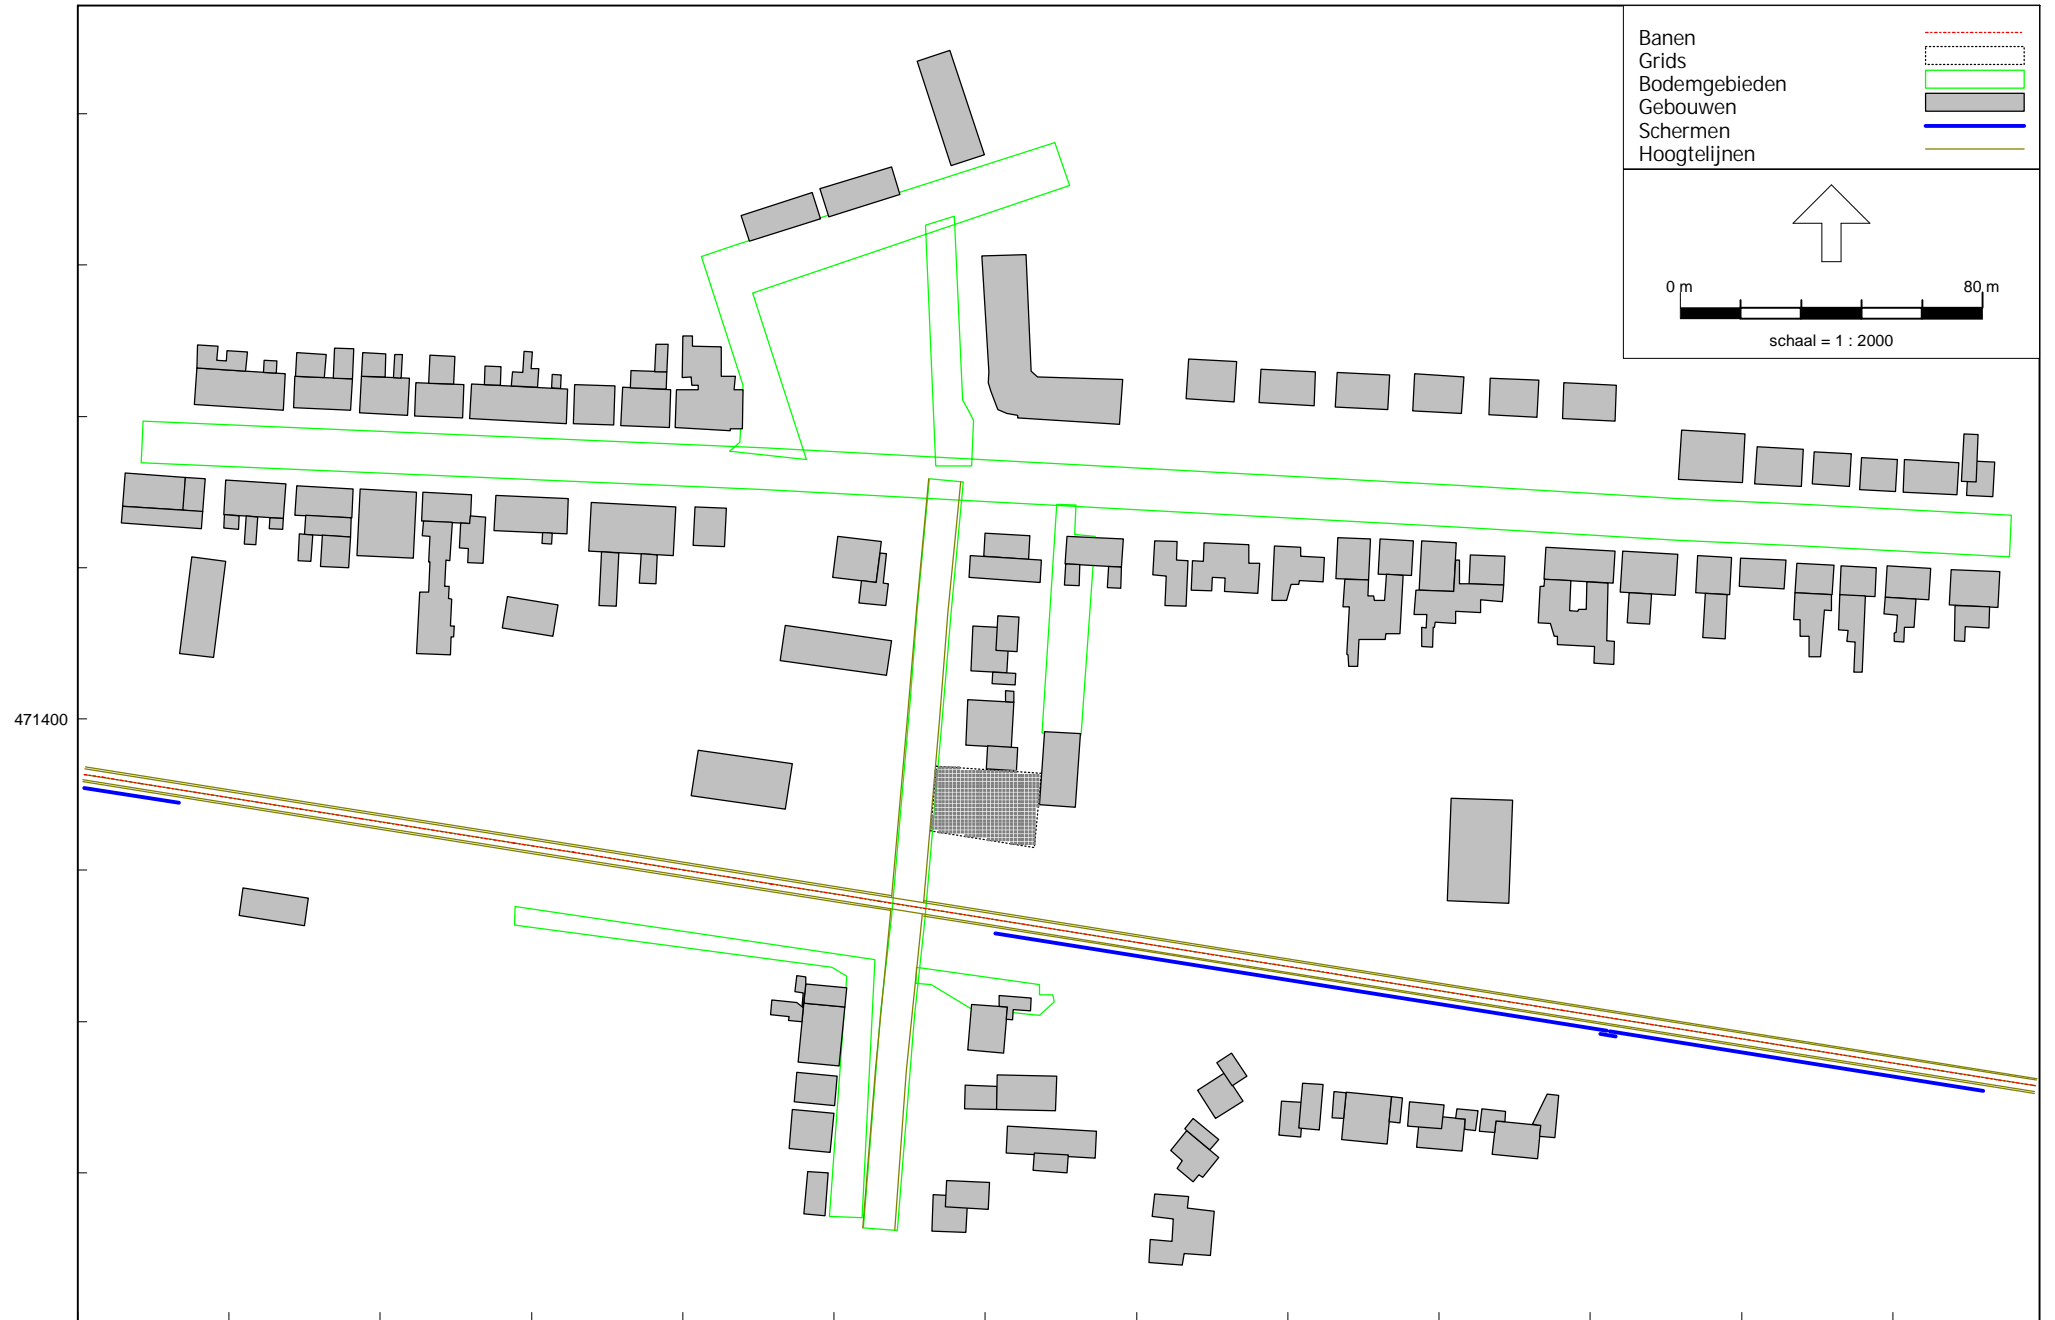 Banen
Grids
Bodemgebieden
Gebouwen
Schermen
Hoogtelijnen
0 m 80 m
schaal = 1 : 2000
471400